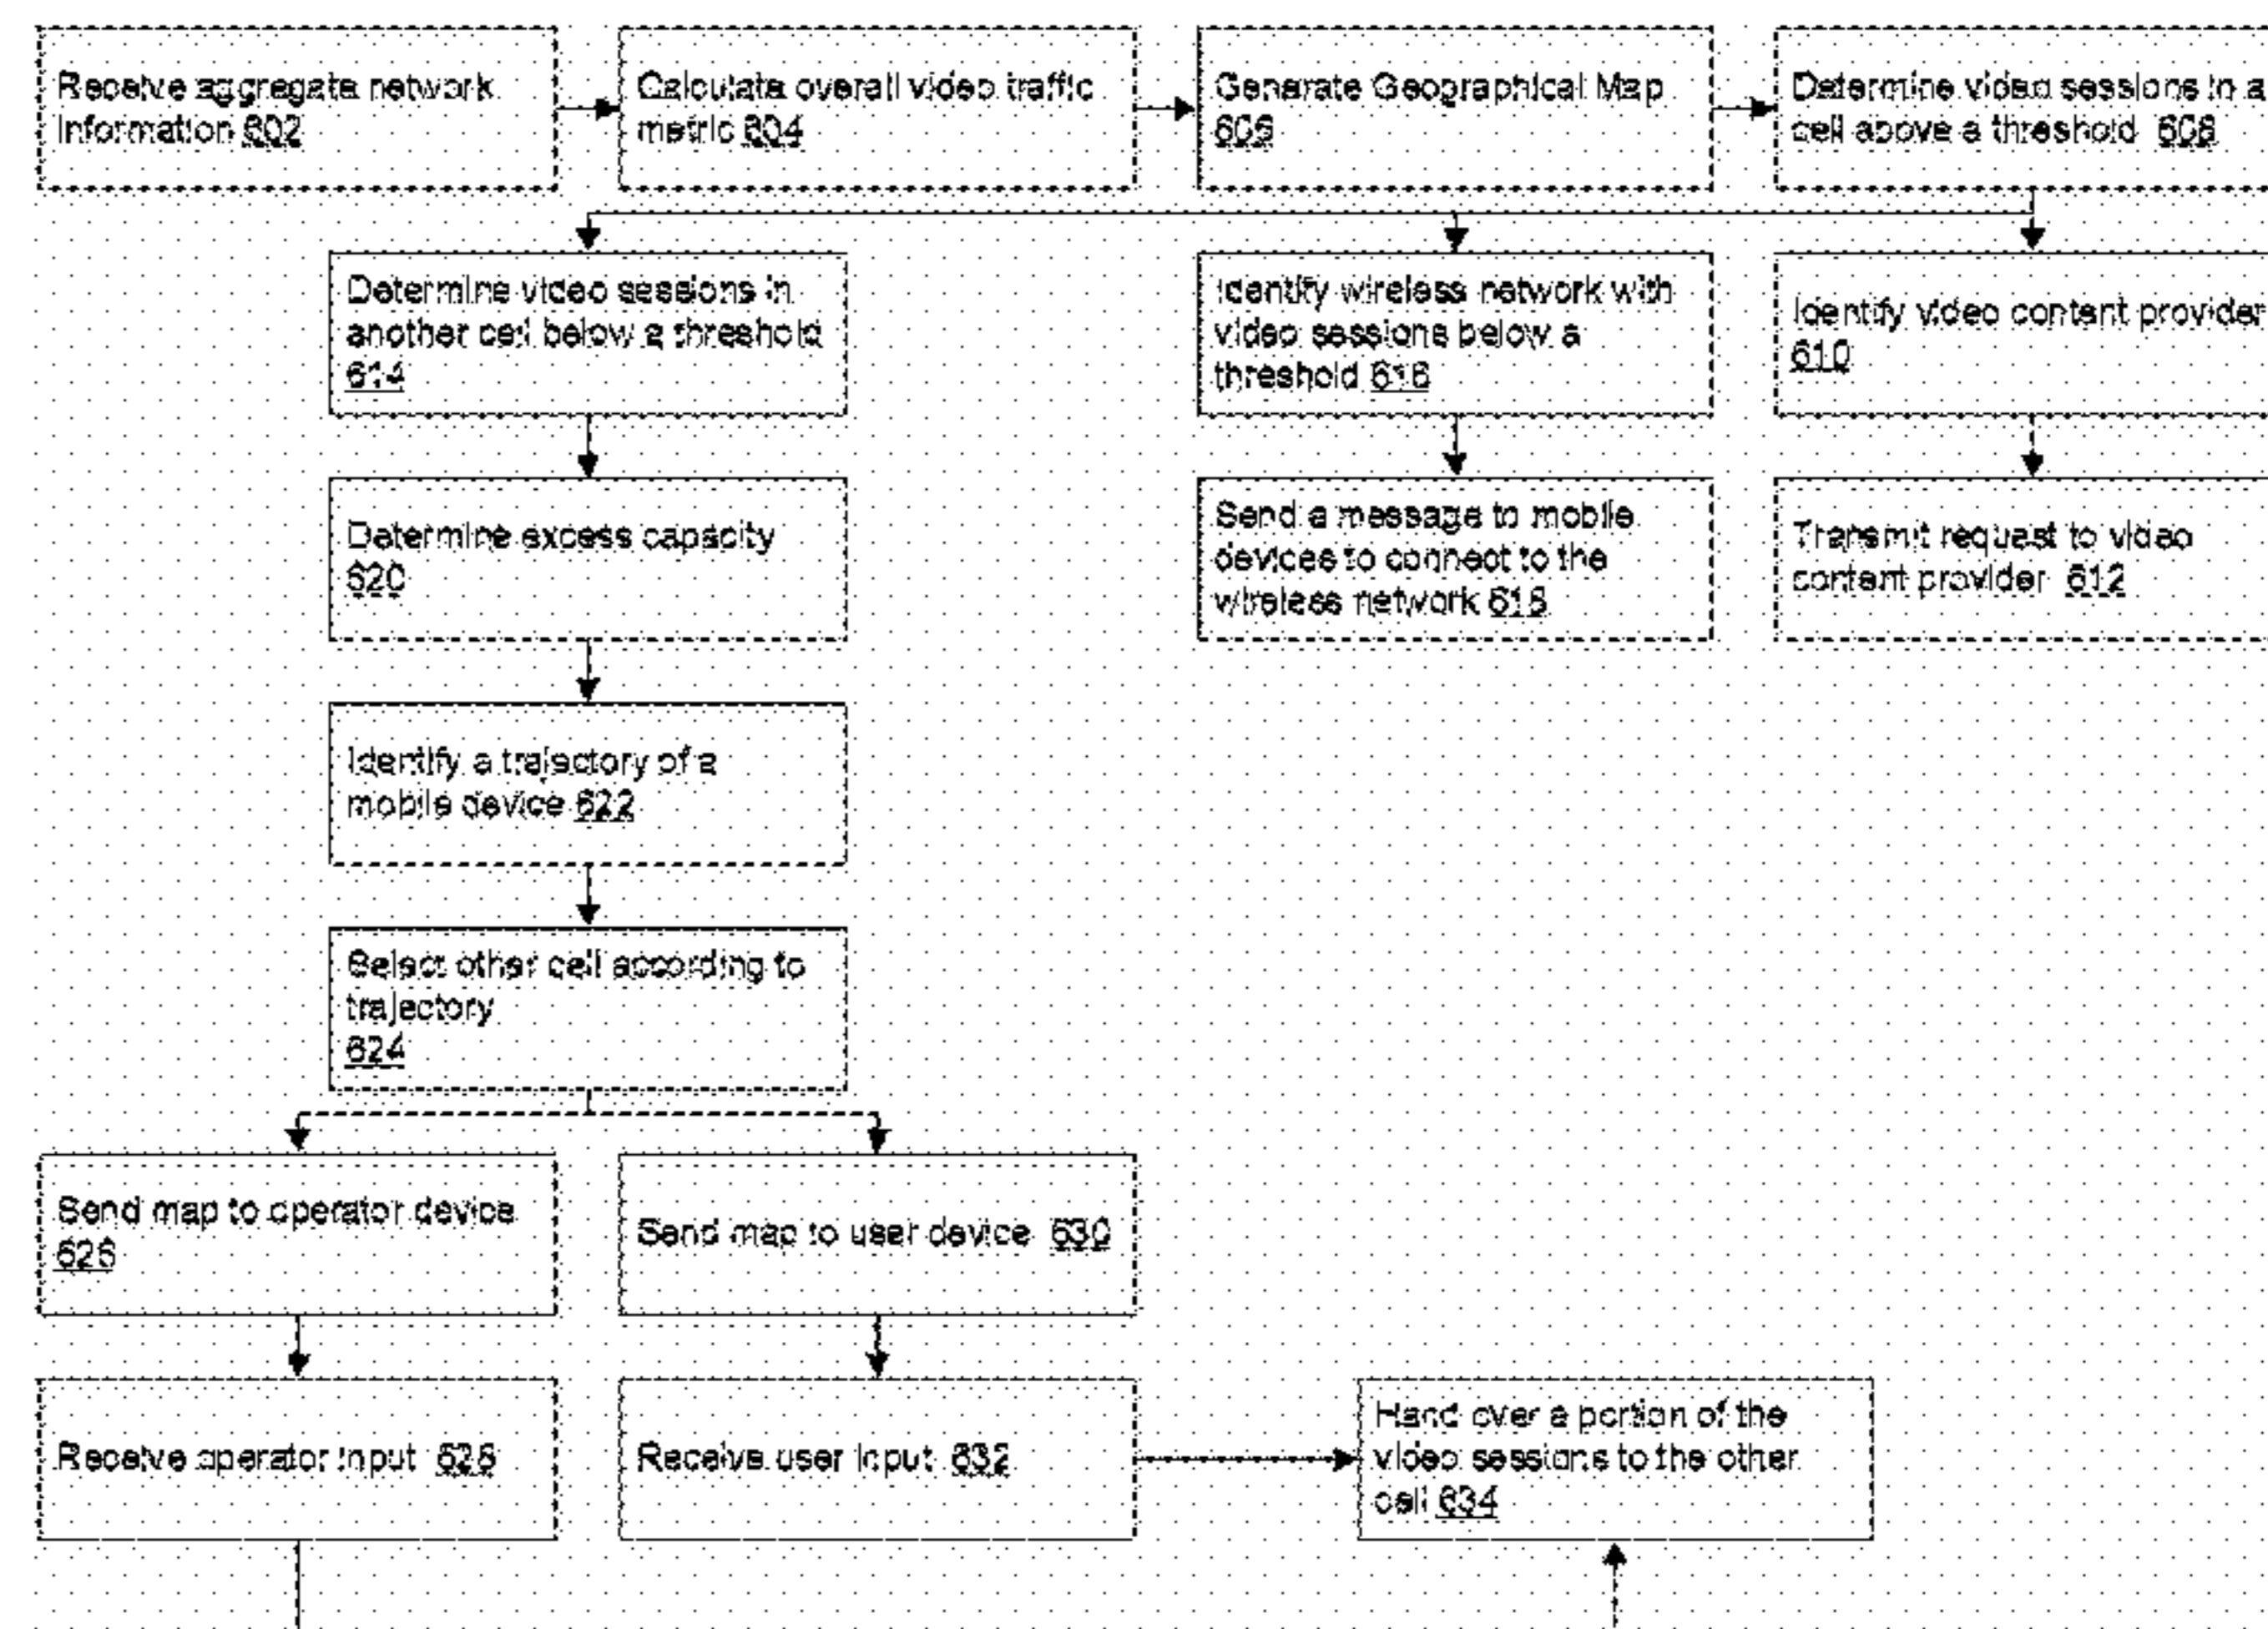 Receive aggregate network
Information 602
Calculate overall video traffic
metric 604
Generate Geographical Map
606
Determine video sessions in a
cell above a threshold 608
Determine video sessions in
another cell below a threshold
614
Identify wireless network with
video sessions below a
threshold 616
Identify video content provider
610
Determine excess capacity
620
Send a message to mobile
devices to connect to the
wireless network 618
Transmit request to video
content provider 612
Identify a trajectory of a
mobile device 622
Select other cell according to
trajectory
624
Send map to operator device
626
Send map to user device 630
Receive operator input 628
Receive user input 632
Hand over a portion of the
video sessions to the other
cell 634